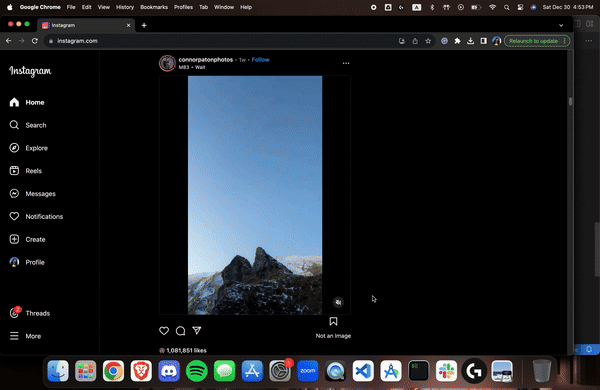 Google Chrome File Edit View History Bookmarks Profiles Tab Window Help Sat Dec 30 4:53 PM
Instagram
instagram.com Relaunch to update
Instagram
connorpatonphotos • 1w • Follow
M83 • Wait
Home
Search
Explore
Reels
Messages
Notifications
Create
Profile
2
Threads
More
Not an Image
1,081,851 likes
zoom